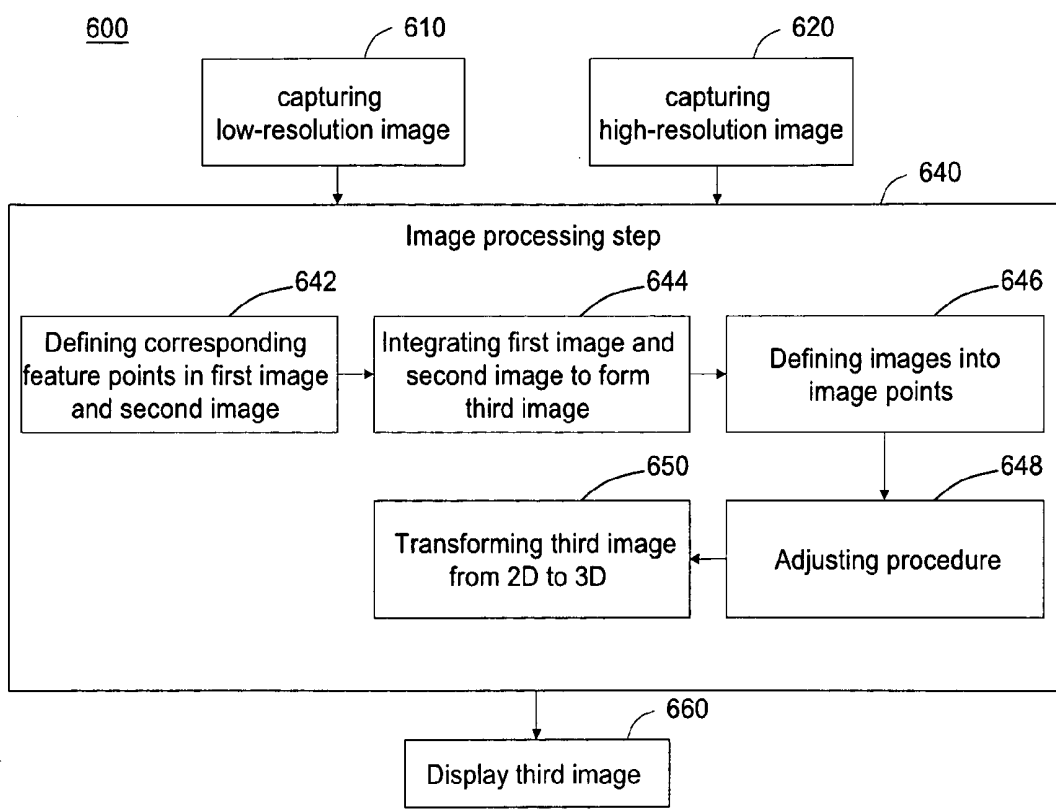 600
610
620
capturing
low-resolution image
capturing
high-resolution image
640
Image processing step
642
644
646
Defining corresponding
feature points in first image
and second image
Integrating first image and
second image to form
third image
Defining images into
image points
650
648
Transforming third image
from 2D to 3D
Adjusting procedure
660
Display third image